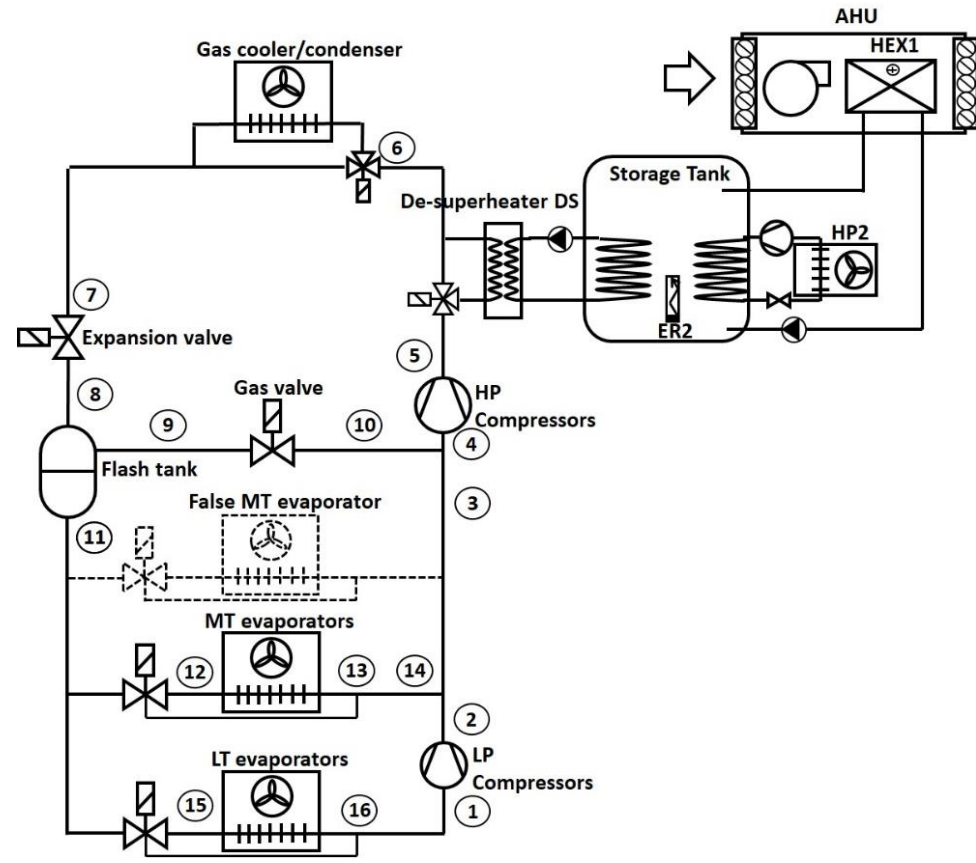 AHU
HEX1
Gas cooler/condenser
6
Storage Tank
De-superheater DS
HP2
7
ER2
Expansion valve
5
8
Gas valve
HP
Compressors
9
10
4
Flash tank
False MT evaporator
3
11
MT evaporators
12
13
14
2
LT evaporators
LP
Compressors
15
16
1